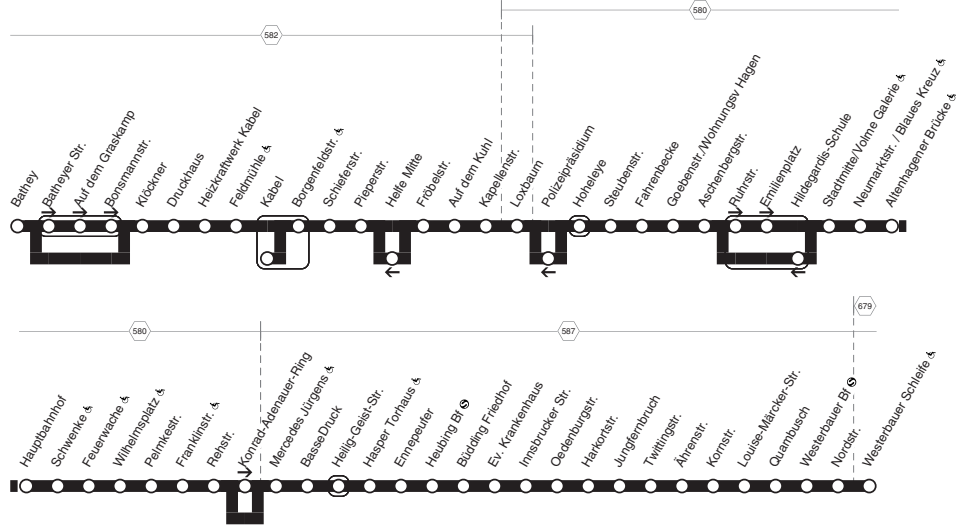 580
582
Bathey
Batheyer Str.
Auf dem Graskamp
Bonsmannstr.
Klöckner
Druckhaus
Heizkraftwerk Kabel
Feldmühle
Kabel
Borgenfeldstr.
Schieferstr.
Pieperstr.
Helfe Mitte
Fröbelstr.
Auf dem Kuhl
Kapellenstr.
Loxbaum
Polizeipräsidium
Hoheleye
Steubenstr.
Fahrenbecke
Goebenstr./Wohnungsv Hagen
Aschenbergstr.
Ruhrstr.
Emilienplatz
Hildegardis-Schule
Stadtmitte/Volme Galerie
Neumarktstr. / Blaues Kreuz
Altenhagener Brücke
679
580
587
Hauptbahnhof
Schwenke
Feuerwache
Wilhelmsplatz
Pelmkestr.
Franklinstr.
Rehstr.
Konrad-Adenauer-Ring
Mercedes Jürgens
BasseDruck
Heilig-Geist-Str.
Hasper Torhaus
Ennepeufer
Heubing Bf S
Büdding Friedhof
Ev. Krankenhaus
Innsbrucker Str.
Oedenburgstr.
Harkortstr.
Jungfernbruch
Twittingstr.
Ährenstr.
Kornstr.
Louise-Märcker-Str.
Quambusch
Westerbauer Bf S
Nordstr.
Westerbauer Schleife